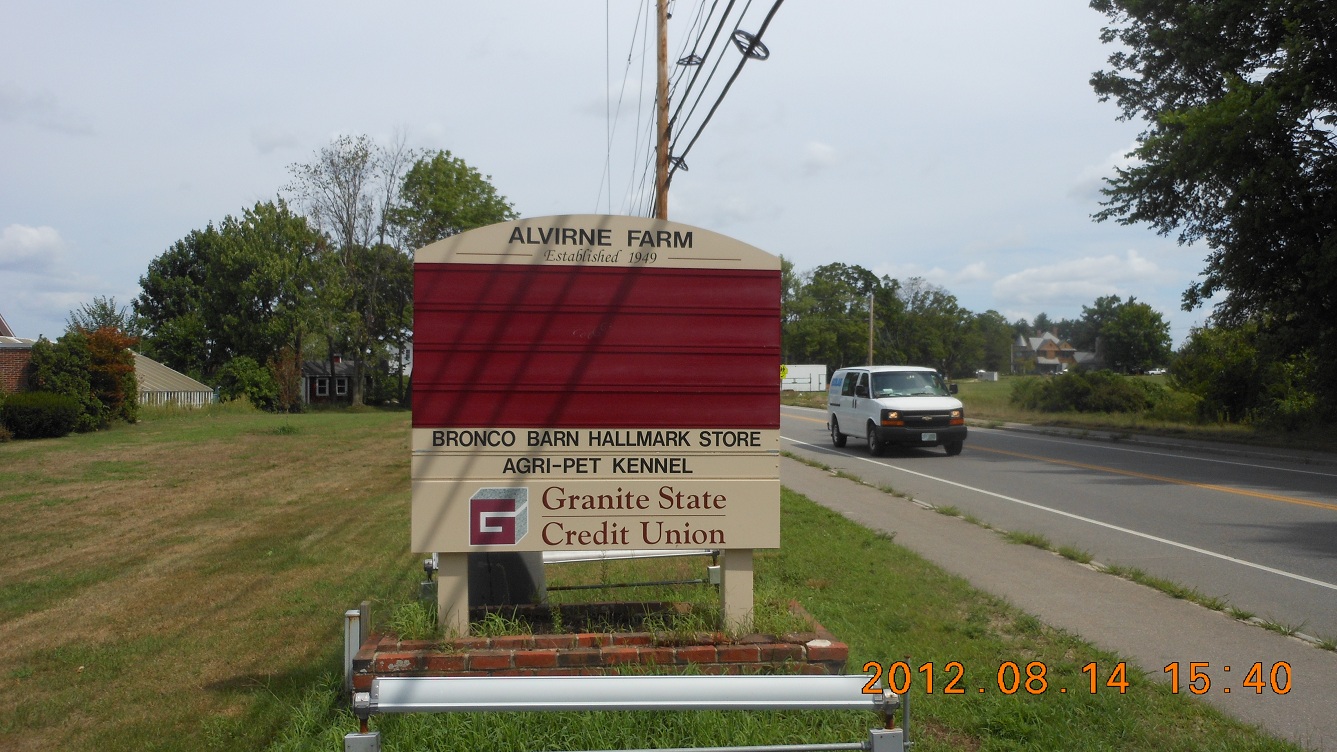 ALVIRNE FARM
Established 1949
BRONCO BARN HALLMARK STORE
AGRI-PET KENNEL
G Granite State
Credit Union
2012.08.14 15:40